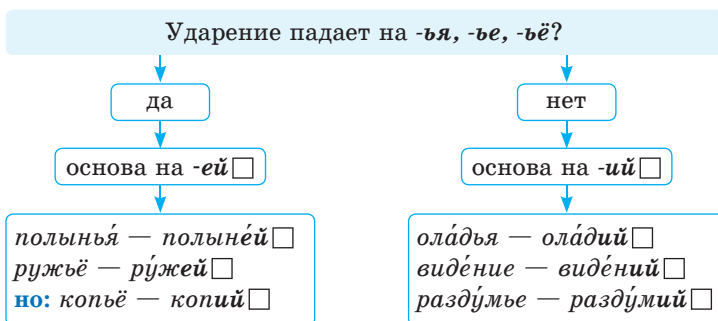 Ударение падает на -ья, -ье, -ьё?
да
нет
основа на -ей□
основа на -ий□
полынья́ — полыне́й□
ружьё — ру́жей□
но: копьё — копий□
ола́дья — ола́дий□
виде́ние — виде́ний□
разду́мье — разду́мий□